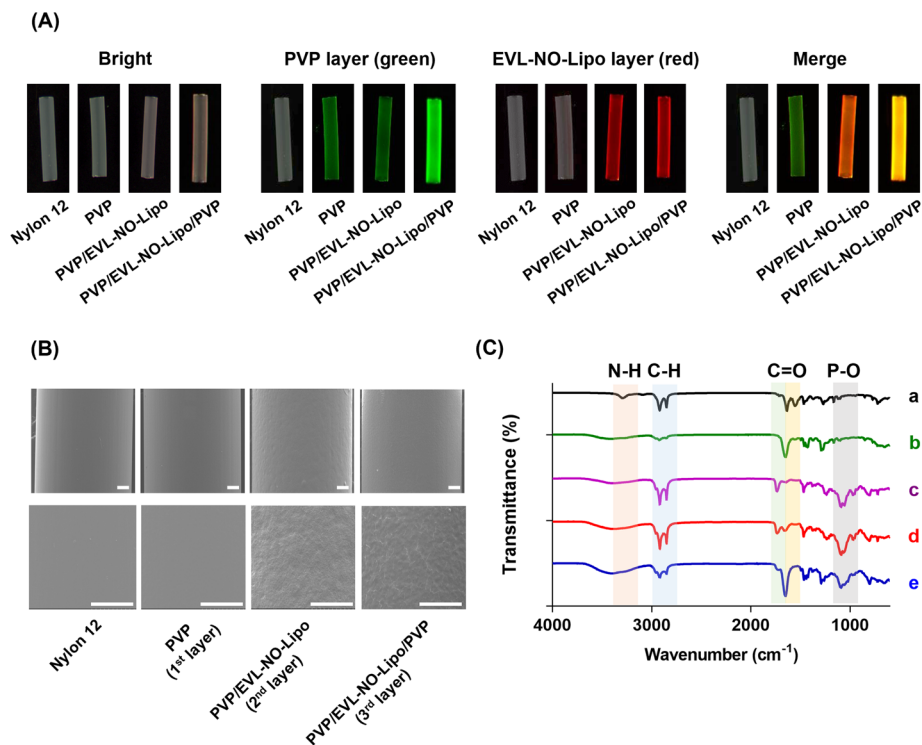 (A)
Bright
PVP layer (green)
EVL-NO-Lipo layer (red)
Merge
Nylon 12
PVP
PVP/EVL-NO-Lipo
PVP/EVL-NO-Lipo/PVP
Nylon 12
PVP
PVP/EVL-NO-Lipo
PVP/EVL-NO-Lipo/PVP
Nylon 12
PVP
PVP/EVL-NO-Lipo
PVP/EVL-NO-Lipo/PVP
Nylon 12
PVP
PVP/EVL-NO-Lipo
PVP/EVL-NO-Lipo/PVP
(B)
Nylon 12
PVP
(1st layer)
PVP/EVL-NO-Lipo
(2nd layer)
PVP/EVL-NO-Lipo/PVP
(3rd layer)
(C)
N-H C-H C=O P-O
a
b
c
d
e
Transmittance (%)
4000 3000 2000 1000
Wavenumber (cm-1)